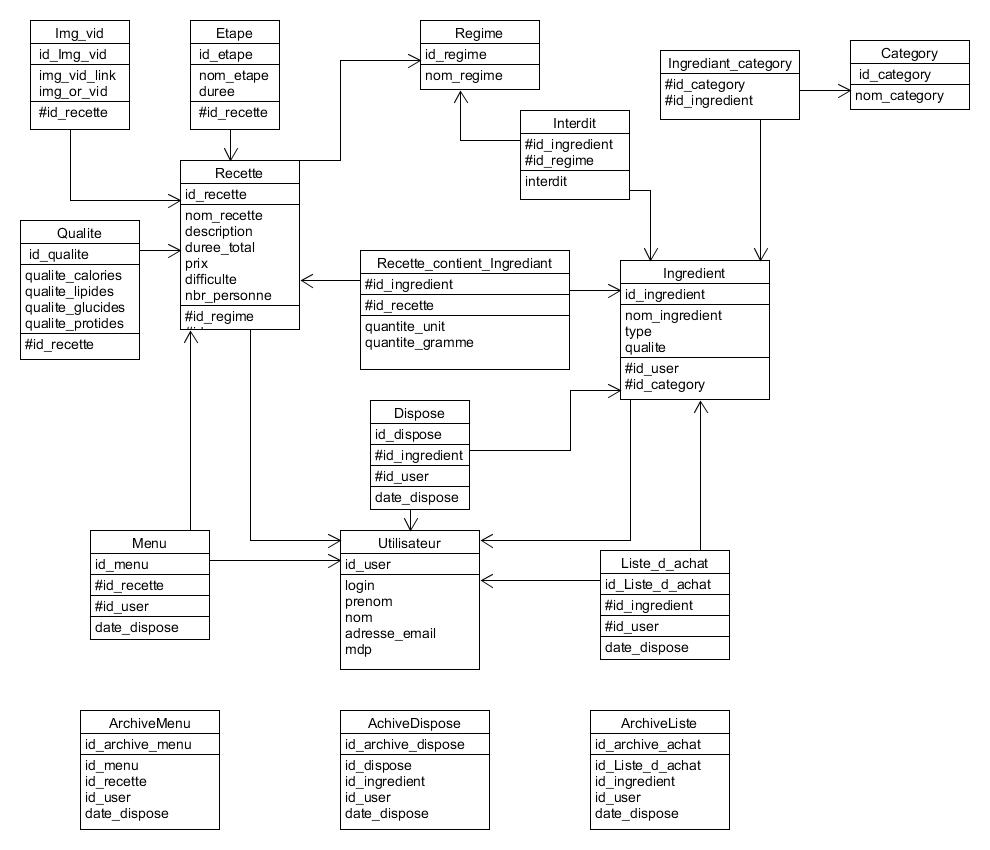 Img_vid
id_Img_vid
img_vid_link
img_or_vid
#id_recette
Etape
id_etape
nom_etape
duree
#id_recette
Regime
id_regime
nom_regime
Ingrediant_category
#id_category
#id_ingredient
Category
id_category
nom_category
Interdit
#id_ingredient
#id_regime
interdit
Recette
id_recette
nom_recette
description
duree_total
prix
difficulte
nbr_personne
#id_regime
Qualite
id_qualite
qualite_calories
qualite_lipides
qualite_glucides
qualite_protides
#id_recette
Recette_contient_Ingrediant
#id_ingredient
#id_recette
quantite_unit
quantite_gramme
Ingredient
id_ingredient
nom_ingredient
type
qualite
#id_user
#id_category
Dispose
id_dispose
#id_ingredient
#id_user
date_dispose
Menu
id_menu
#id_recette
#id_user
date_dispose
Utilisateur
id_user
login
prenom
nom
adresse_email
mdp
Liste_d_achat
id_Liste_d_achat
#id_ingredient
#id_user
date_dispose
ArchiveMenu
id_archive_menu
id_menu
id_recette
id_user
date_dispose
AchiveDispose
id_archive_dispose
id_dispose
id_ingredient
id_user
date_dispose
ArchiveListe
id_archive_achat
id_Liste_d_achat
id_ingredient
id_user
date_dispose